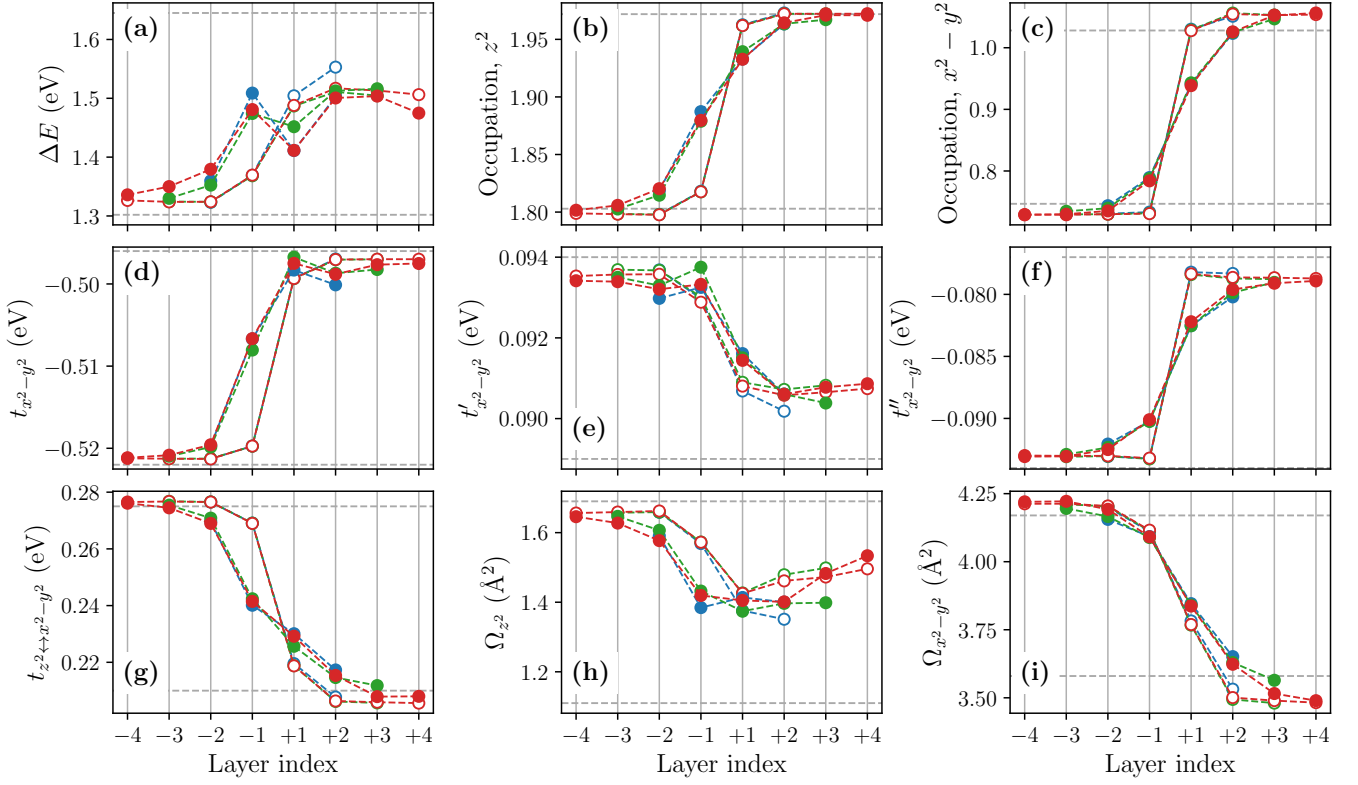 (a)
ΔE (eV)
1.6
1.5
1.4
1.3
(b)
Occupation, z²
1.95
1.90
1.85
1.80
(c)
Occupation, x² − y²
1.0
0.9
0.8
(d)
t_{x²−y²} (eV)
−0.50
−0.51
−0.52
(e)
t′_{x²−y²} (eV)
0.094
0.092
0.090
(f)
t″_{x²−y²} (eV)
−0.080
−0.085
−0.090
(g)
t_{z²↔x²−y²} (eV)
0.28
0.26
0.24
0.22
−4 −3 −2 −1 +1 +2 +3 +4
Layer index
(h)
Ω_{z²} (Å²)
1.6
1.4
1.2
−4 −3 −2 −1 +1 +2 +3 +4
Layer index
(i)
Ω_{x²−y²} (Å²)
4.25
4.00
3.75
3.50
−4 −3 −2 −1 +1 +2 +3 +4
Layer index